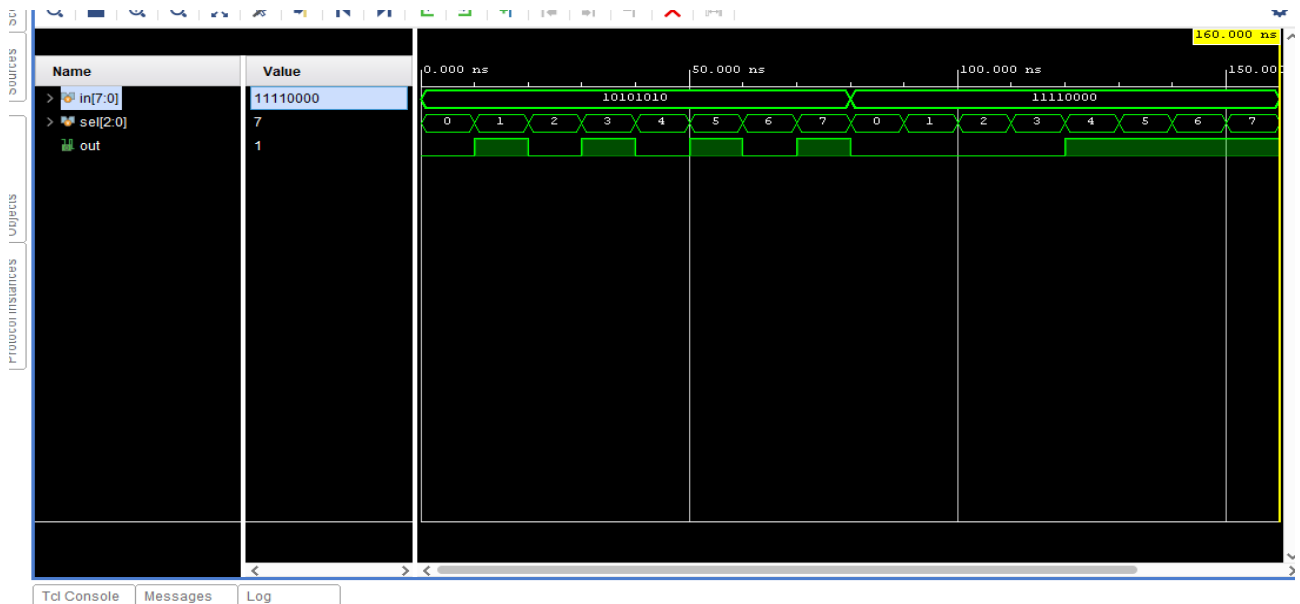 160.000 ns
Name
Value
0.000 ns
50.000 ns
100.000 ns
in[7:0]
11110000
10101010
11110000
sel[2:0]
7
0 1 2 3 4 5 6 7 0 1 2 3 4 5 6 7
out
1
Sources
Objects
Protocol Instances
Tcl Console
Messages
Log